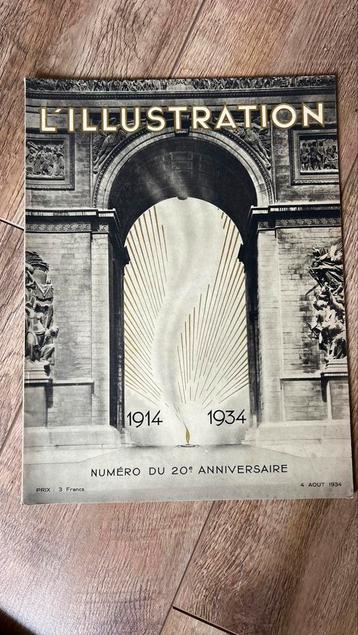 L'ILLUSTRATION
1914 1934
NUMÉRO DU 20e ANNIVERSAIRE
PRIX : 3 Francs 4 AOUT 1934